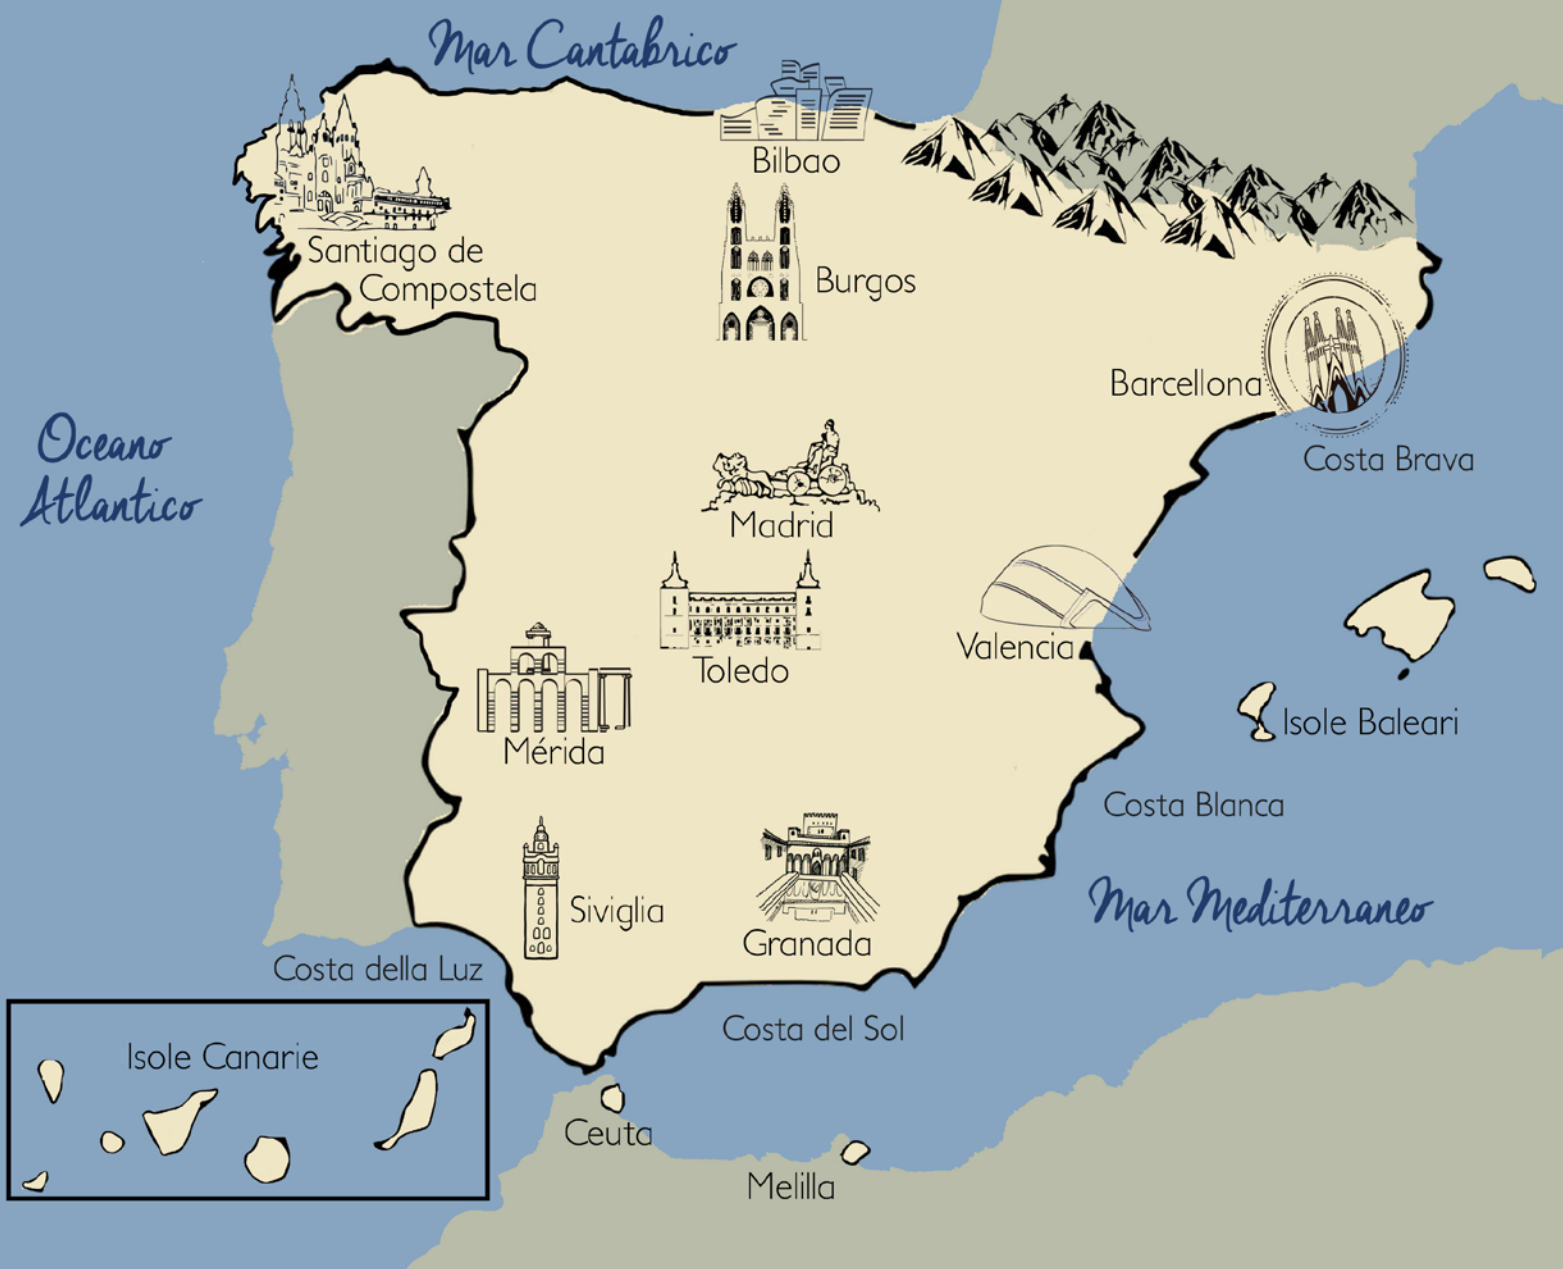 Mar Cantabrico
Bilbao
Santiago de
Compostela
Burgos
Barcellona
Oceano
Atlantico
Costa Brava
Madrid
Valencia
Toledo
Isole Baleari
Mérida
Costa Blanca
Mar Mediterraneo
Siviglia
Granada
Costa della Luz
Costa del Sol
Isole Canarie
Ceuta
Melilla